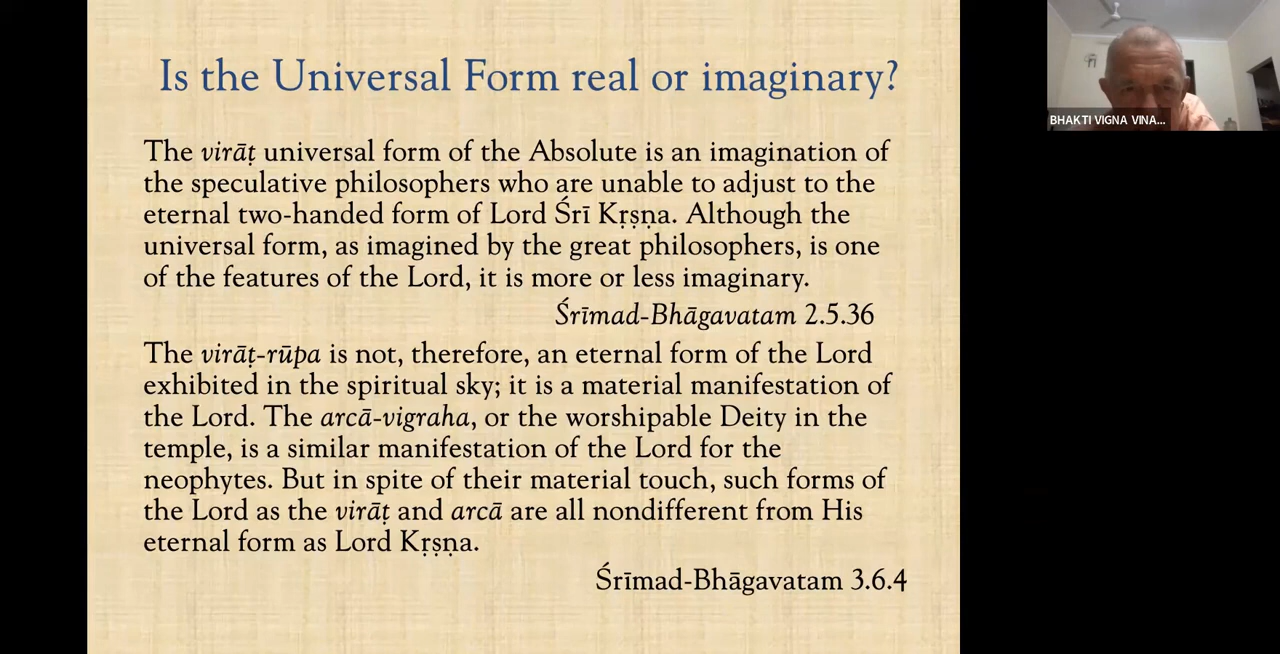 Is the Universal Form real or imaginary?
The virāṭ universal form of the Absolute is an imagination of
the speculative philosophers who are unable to adjust to the
eternal two-handed form of Lord Śrī Kṛṣṇa. Although the
universal form, as imagined by the great philosophers, is one
of the features of the Lord, it is more or less imaginary.
Śrīmad-Bhāgavatam 2.5.36
The virāṭ-rūpa is not, therefore, an eternal form of the Lord
exhibited in the spiritual sky; it is a material manifestation of
the Lord. The arcā-vigraha, or the worshipable Deity in the
temple, is a similar manifestation of the Lord for the
neophytes. But in spite of their material touch, such forms of
the Lord as the virāṭ and arcā are all nondifferent from His
eternal form as Lord Kṛṣṇa.
Śrīmad-Bhāgavatam 3.6.4
BHAKTI VIGNA VINA...